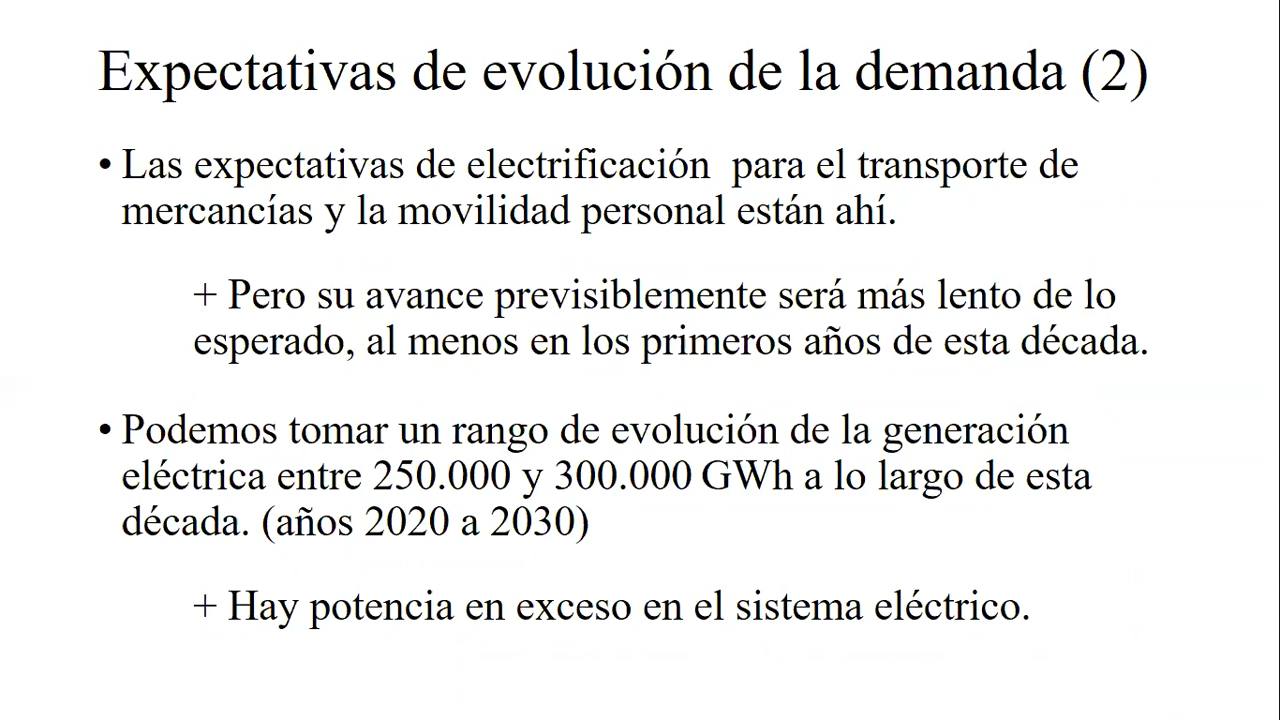 Expectativas de evolución de la demanda (2)
• Las expectativas de electrificación  para el transporte de
mercancías y la movilidad personal están ahí.
+ Pero su avance previsiblemente será más lento de lo
esperado, al menos en los primeros años de esta década.
• Podemos tomar un rango de evolución de la generación
eléctrica entre 250.000 y 300.000 GWh a lo largo de esta
década. (años 2020 a 2030)
+ Hay potencia en exceso en el sistema eléctrico.